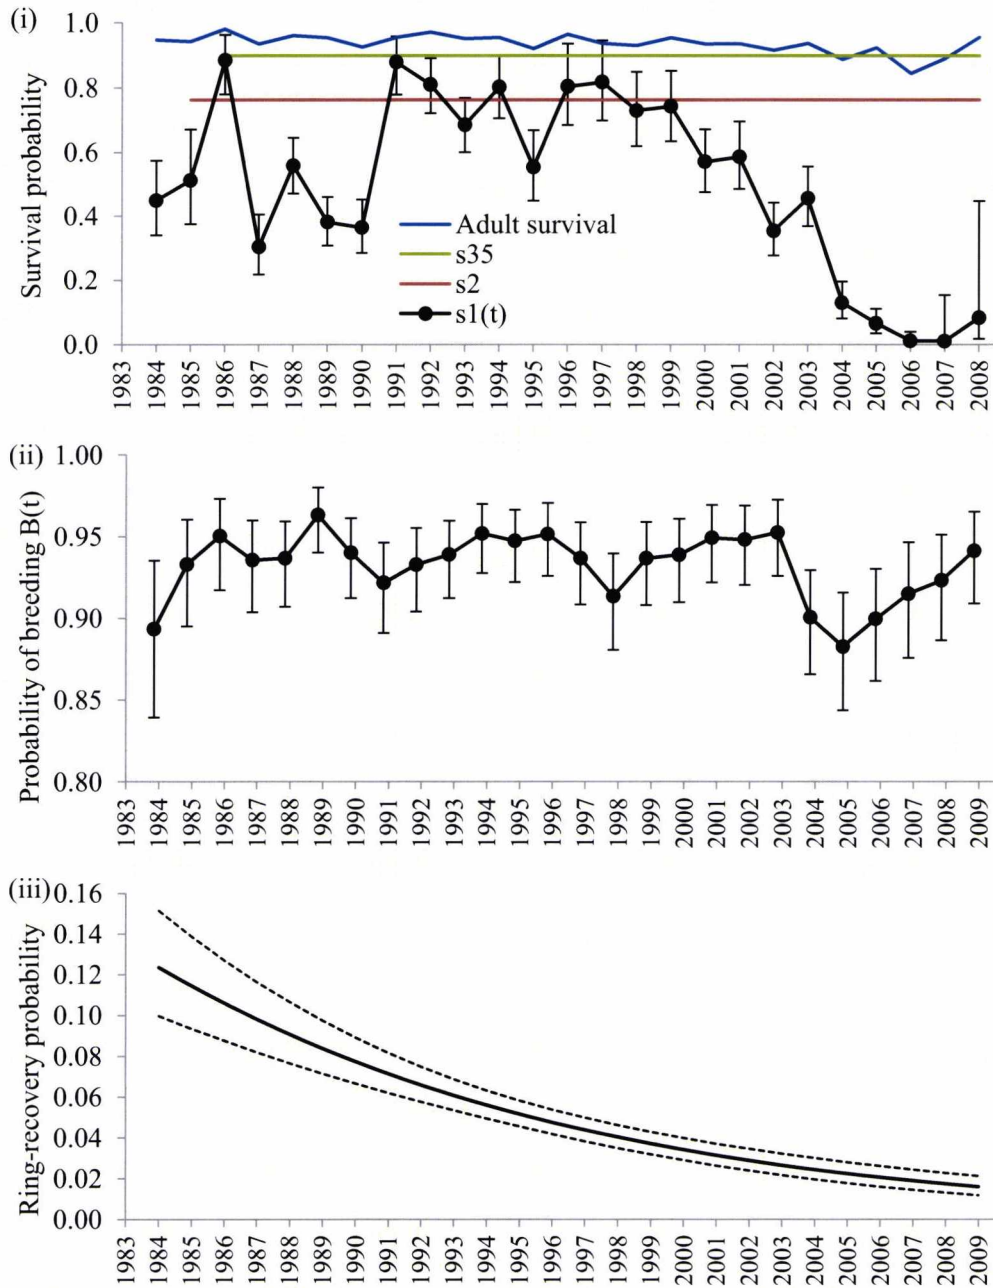 (i)
Survival probability
1.0
0.8
0.6
0.4
0.2
0.0
Adult survival
s35
s2
s1(t)
1983 1984 1985 1986 1987 1988 1989 1990 1991 1992 1993 1994 1995 1996 1997 1998 1999 2000 2001 2002 2003 2004 2005 2006 2007 2008
(ii)
Probability of breeding B(t)
1.00
0.95
0.90
0.85
0.80
1983 1984 1985 1986 1987 1988 1989 1990 1991 1992 1993 1994 1995 1996 1997 1998 1999 2000 2001 2002 2003 2004 2005 2006 2007 2008 2009
(iii)
Ring-recovery probability
0.16
0.14
0.12
0.10
0.08
0.06
0.04
0.02
0.00
1983 1984 1985 1986 1987 1988 1989 1990 1991 1992 1993 1994 1995 1996 1997 1998 1999 2000 2001 2002 2003 2004 2005 2006 2007 2008 2009